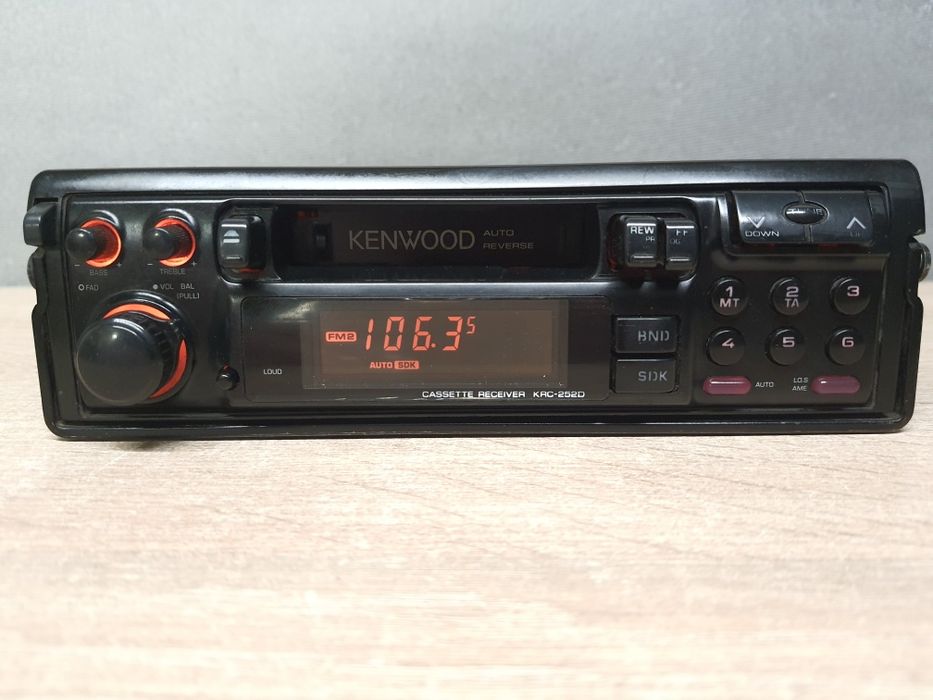 KENWOOD
AUTO
REVERSE
REW
FF
DOWN
- +
BASS
- +
TREBLE
FAD
VOL BAL
(PULL)
LOUD
FM2 106.35
AUTO SDK
CASSETTE RECEIVER KRC-252D
BND
SDK
1
MT
2
TA
3
4
5
6
AUTO
LO.S
AME